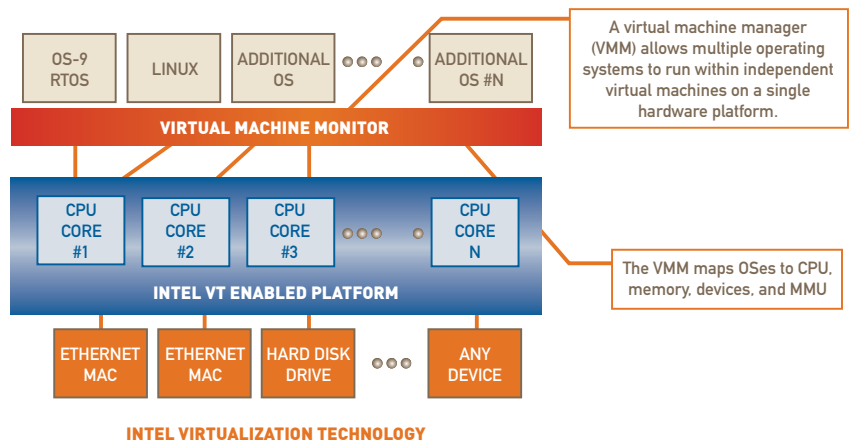 A virtual machine manager
(VMM) allows multiple operating
systems to run within independent
virtual machines on a single
hardware platform.
OS-9
RTOS
LINUX
ADDITIONAL
OS
ADDITIONAL
OS #N
VIRTUAL MACHINE MONITOR
CPU
CORE
#1
CPU
CORE
#2
CPU
CORE
#3
CPU
CORE
N
INTEL VT ENABLED PLATFORM
The VMM maps OSes to CPU,
memory, devices, and MMU
ETHERNET
MAC
ETHERNET
MAC
HARD DISK
DRIVE
ANY
DEVICE
INTEL VIRTUALIZATION TECHNOLOGY